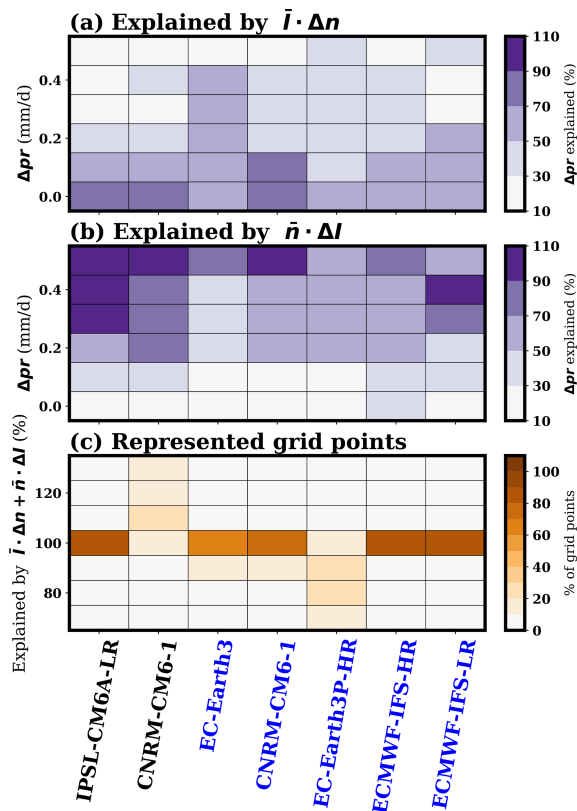 (a) Explained by Ī · Δn
Δpr (mm/d)
0.4
0.2
0.0
110
90
70
50
30
10
Δpr explained (%)
(b) Explained by n̄ · ΔI
Δpr (mm/d)
0.4
0.2
0.0
110
90
70
50
30
10
Δpr explained (%)
(c) Represented grid points
Explained by Ī · Δn + n̄ · ΔI (%)
120
100
80
100
80
60
40
20
0
% of grid points
IPSL-CM6A-LR
CNRM-CM6-1
EC-Earth3
CNRM-CM6-1
EC-Earth3P-HR
ECMWF-IFS-HR
ECMWF-IFS-LR